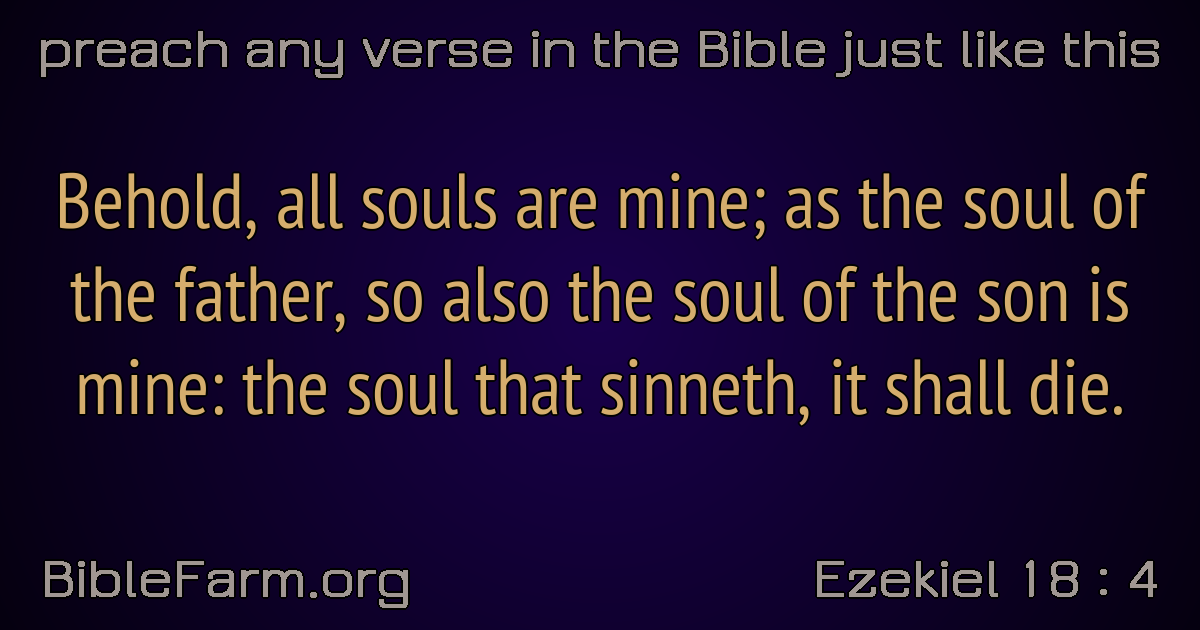 preach any verse in the Bible just like this
Behold, all souls are mine; as the soul of
the father, so also the soul of the son is
mine: the soul that sinneth, it shall die.
BibleFarm.org
Ezekiel 18 : 4